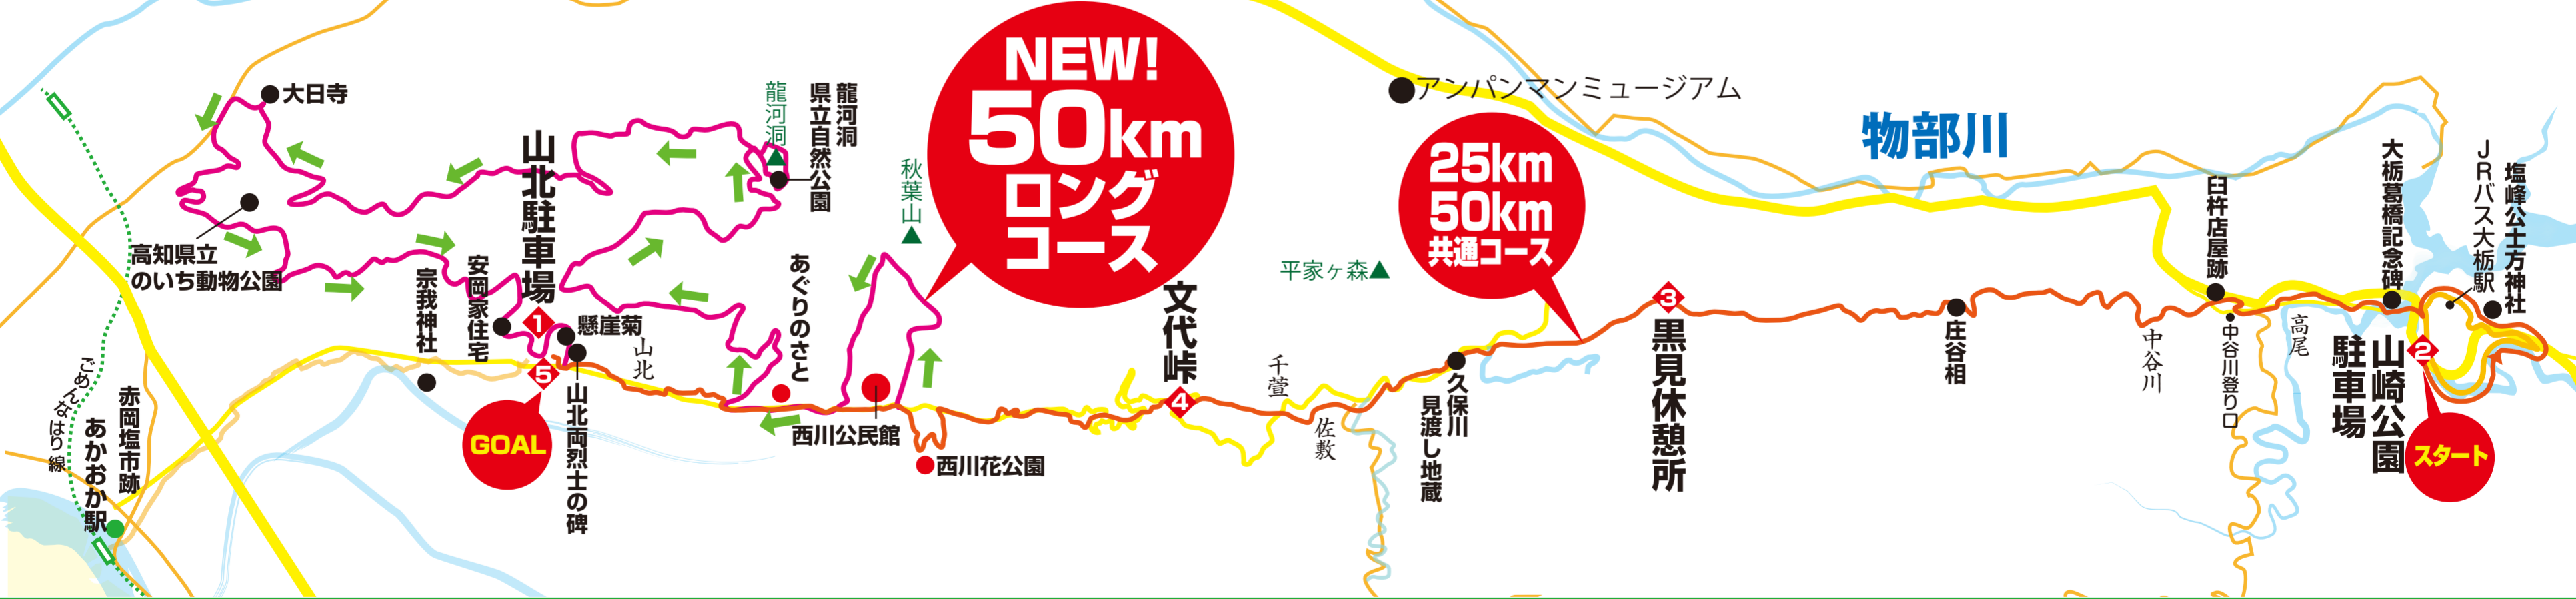 大日寺
高知県立
のいち動物公園
ごめんなはり線
赤岡塩市跡
あかおか駅
宗我神社
安岡家住宅
山北駐車場
1
5
GOAL
懸崖菊
山北両烈士の碑
山北
龍河洞
龍河洞
県立自然公園
あぐりのさと
西川公民館
秋葉山
西川花公園
NEW!
50km
ロング
コース
文代峠
4
千萱
佐敷
平家ヶ森
アンパンマンミュージアム
25km
50km
共通コース
久保川
見渡し地蔵
3
黒見休憩所
物部川
庄谷相
中谷川
臼杵店屋跡
中谷川登り口
高尾
大栃葛橋記念碑
山崎公園
駐車場
2
スタート
JRバス大栃駅
塩峰公士方神社